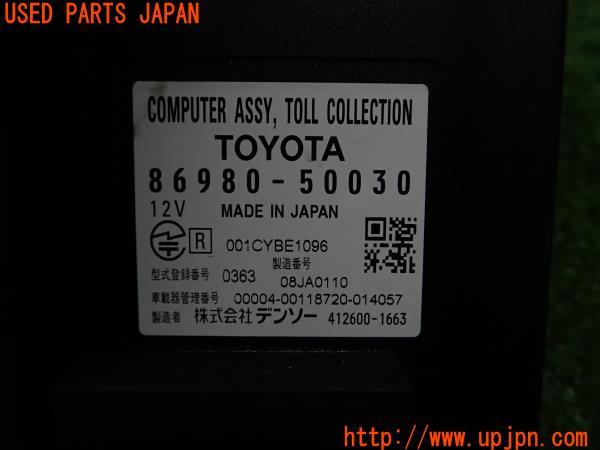 USED PARTS JAPAN
COMPUTER ASSY, TOLL COLLECTION
TOYOTA
86980-50030
12V MADE IN JAPAN
R 001CYBE1096
型式登録番号 0363 製造番号 08JA0110
車載器管理番号 00004-00118720-014057
製造者 株式会社デンソー 412600-1663
http://www.upjpn.com